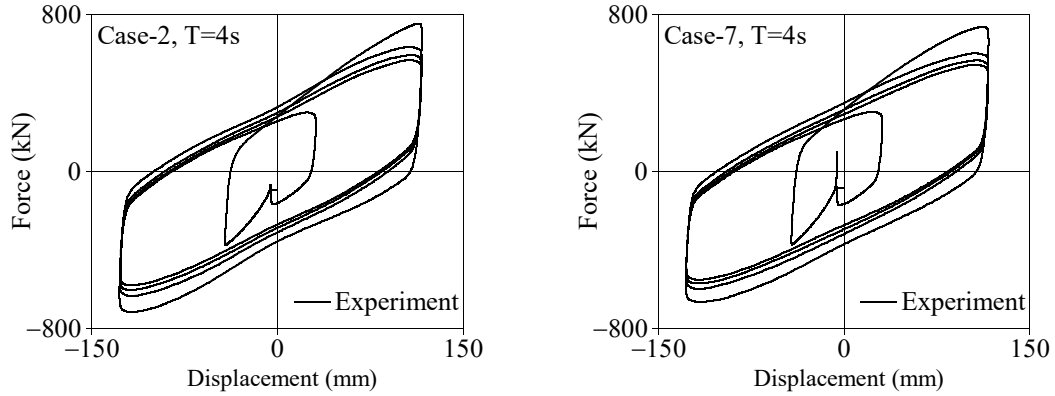 800
Case-2, T=4s
Force (kN)
0
Experiment
−800
−150
0
150
Displacement (mm)
800
Case-7, T=4s
Force (kN)
0
Experiment
−800
−150
0
150
Displacement (mm)